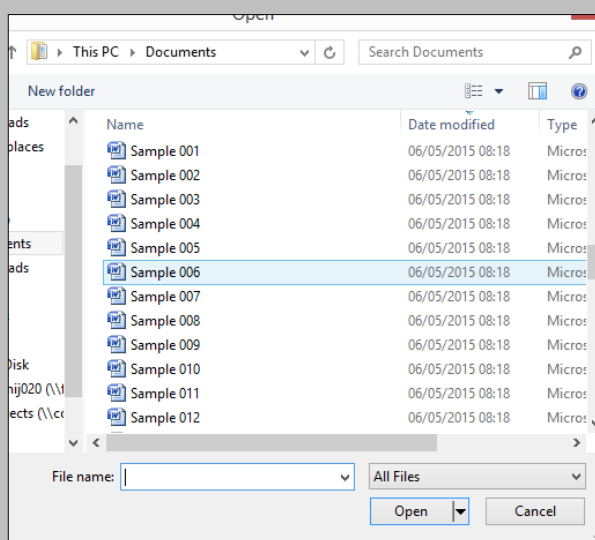 Open
This PC Documents Search Documents
New folder
ads
places
ents
ads
Disk
nij020 (\\f
ects (\\cc
Name Date modified Type
Sample 001 06/05/2015 08:18 Micros
Sample 002 06/05/2015 08:18 Micros
Sample 003 06/05/2015 08:18 Micros
Sample 004 06/05/2015 08:18 Micros
Sample 005 06/05/2015 08:18 Micros
Sample 006 06/05/2015 08:18 Micros
Sample 007 06/05/2015 08:18 Micros
Sample 008 06/05/2015 08:18 Micros
Sample 009 06/05/2015 08:18 Micros
Sample 010 06/05/2015 08:18 Micros
Sample 011 06/05/2015 08:18 Micros
Sample 012 06/05/2015 08:18 Micros
File name: All Files
Open Cancel